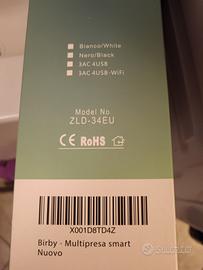 Bianco/White
Nero/Black
3AC 4USB
3AC 4USB-WiFi
MODEL No
ZLD-34EU
CE RoHS
X001D8TD4Z
Birby - Multipresa smart
Nuovo
subito